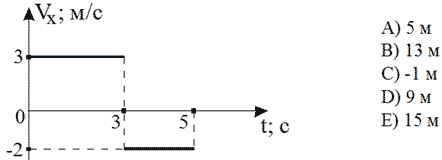 Vx; м/с
3
0
3
5
t; с
-2
A) 5 м
B) 13 м
C) -1 м
D) 9 м
E) 15 м